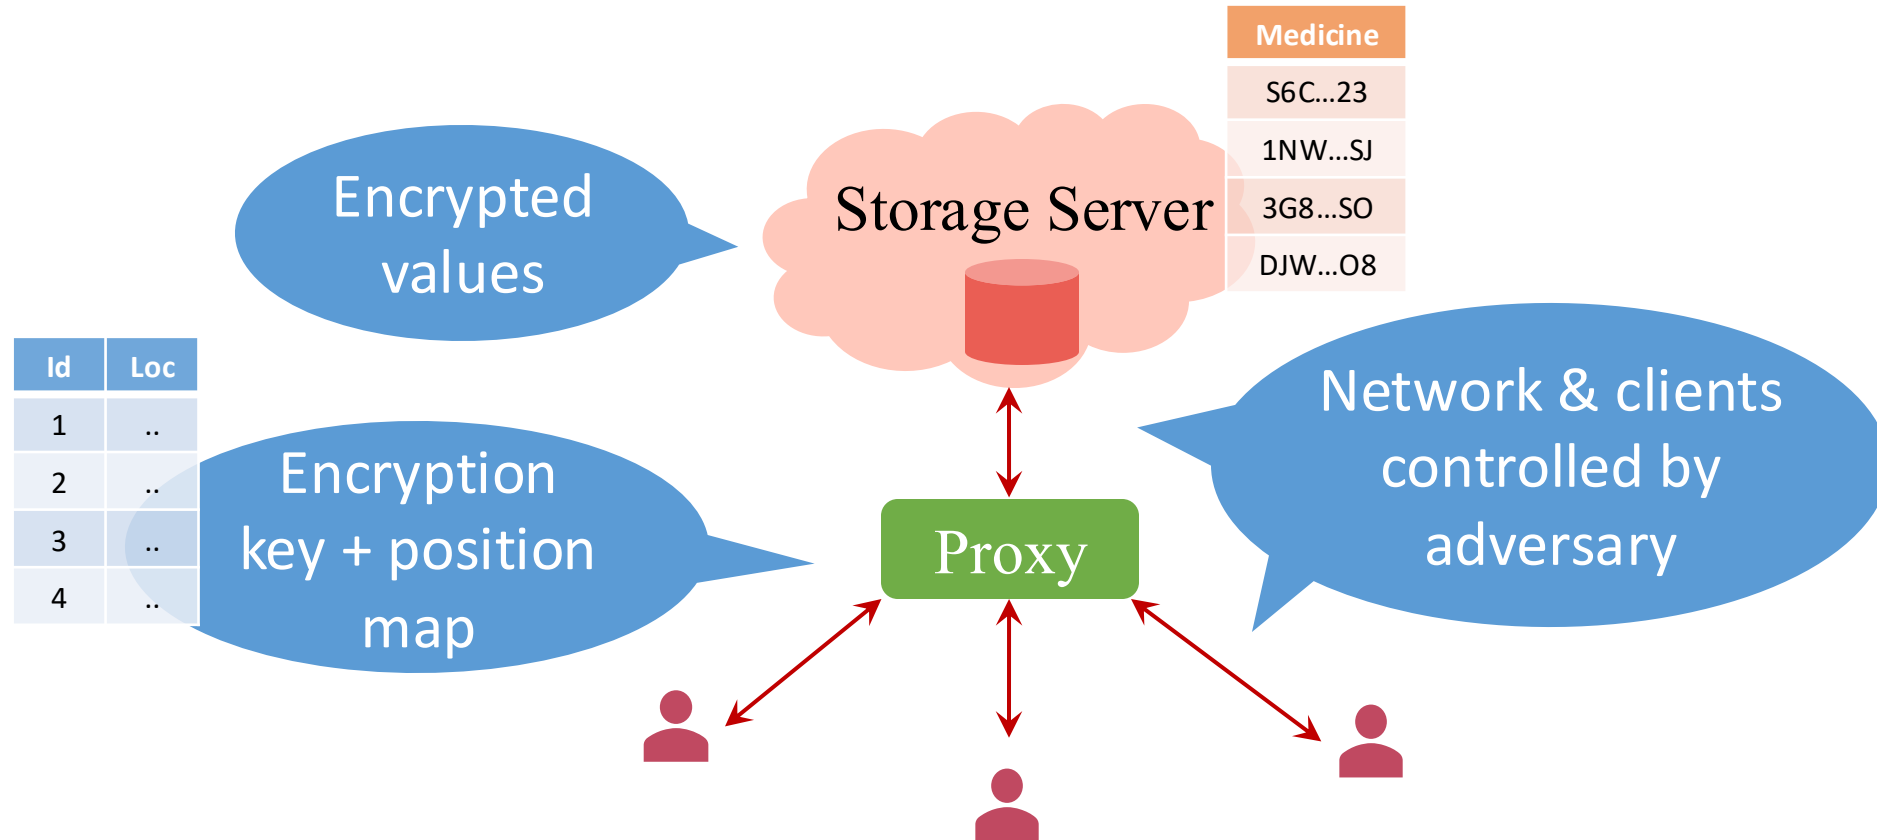 Medicine
S6C...23
1NW...SJ
3G8...SO
DJW...O8
Encrypted
values
Storage Server
Id Loc
1 ..
2 ..
3 ..
4 ..
Encryption
key + position
map
Network & clients
controlled by
adversary
Proxy